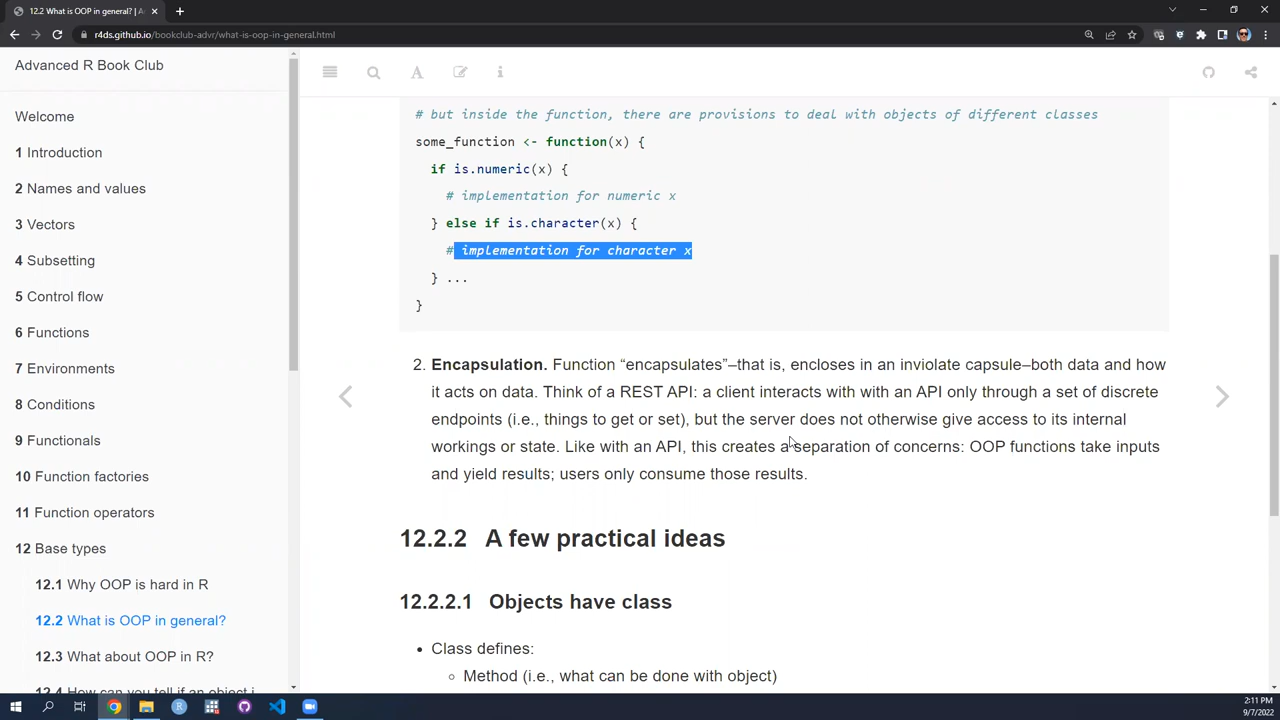 12.2 What is OOP in general? | A
r4ds.github.io/bookclub-advr/what-is-oop-in-general.html
Advanced R Book Club
Welcome
1 Introduction
2 Names and values
3 Vectors
4 Subsetting
5 Control flow
6 Functions
7 Environments
8 Conditions
9 Functionals
10 Function factories
11 Function operators
12 Base types
12.1 Why OOP is hard in R
12.2 What is OOP in general?
12.3 What about OOP in R?
12.4 How can you tell if an object i
# but inside the function, there are provisions to deal with objects of different classes
some_function <- function(x) {
if is.numeric(x) {
# implementation for numeric x
} else if is.character(x) {
# implementation for character x
} ...
}
2. Encapsulation. Function “encapsulates”–that is, encloses in an inviolate capsule–both data and how
it acts on data. Think of a REST API: a client interacts with with an API only through a set of discrete
endpoints (i.e., things to get or set), but the server does not otherwise give access to its internal
workings or state. Like with an API, this creates a separation of concerns: OOP functions take inputs
and yield results; users only consume those results.
12.2.2 A few practical ideas
12.2.2.1 Objects have class
• Class defines:
◦ Method (i.e., what can be done with object)
2:11 PM
9/7/2022